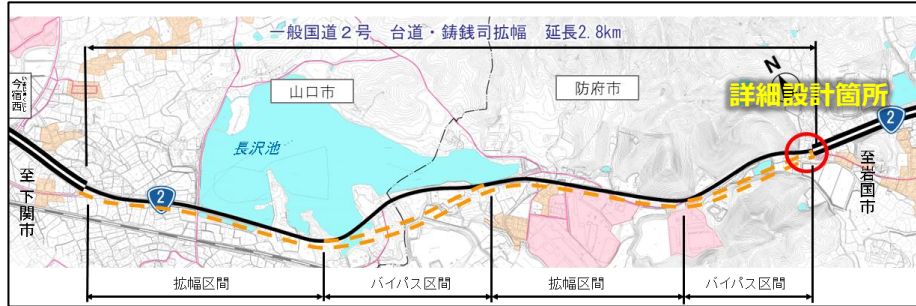 一般国道2号 台道・鋳銭司拡幅 延長2.8km
山口市
防府市
N
詳細設計箇所
2
今宿西
長沢池
至 下関市
2
至岩国市
拡幅区間
バイパス区間
拡幅区間
バイパス区間